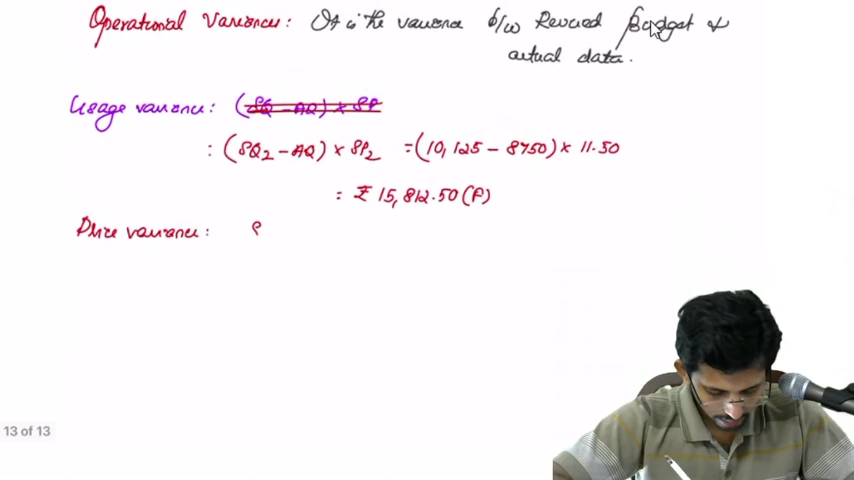 Operational Variances: It is the variance b/w Revised Budget &
actual data.
Usage variance: (SQ - AQ) × SP
: (SQ2 - AQ) × SP2 = (10,125 - 8750) × 11.50
= ₹ 15,812.50 (F)
Price variance: S
13 of 13